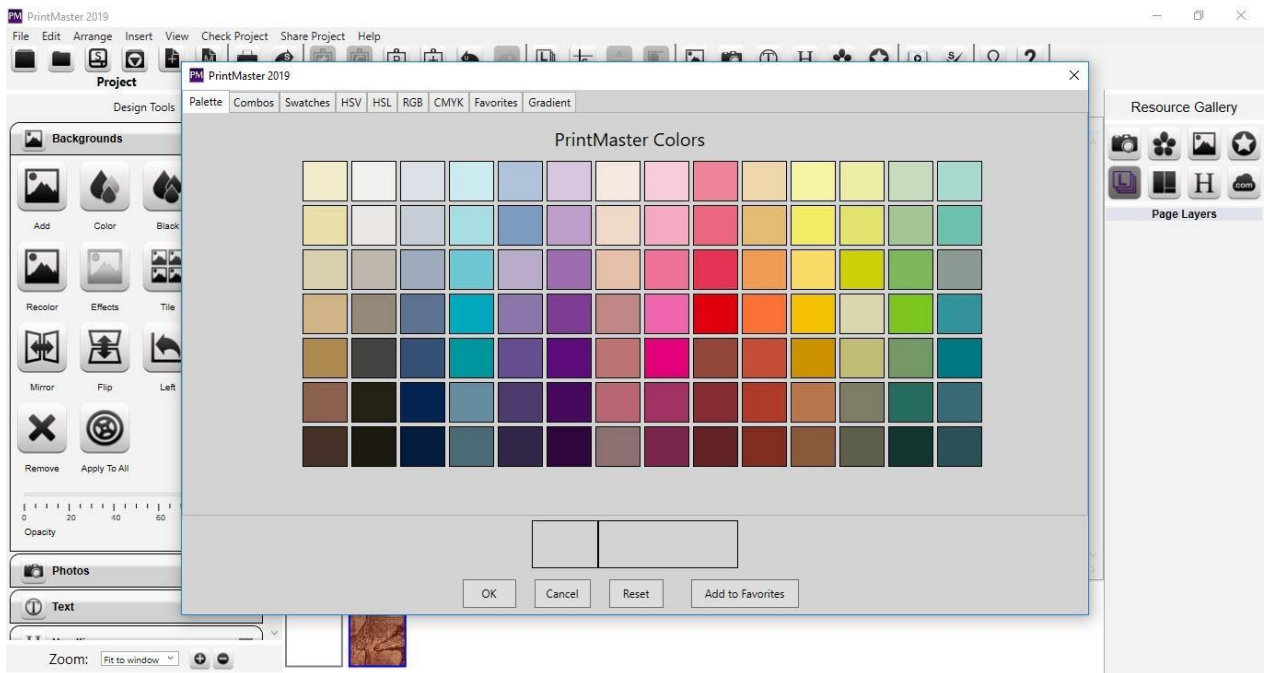 PM PrintMaster 2019
File Edit Arrange Insert View Check Project Share Project Help
Project
PM PrintMaster 2019
Design Tools
Palette Combos Swatches HSV HSL RGB CMYK Favorites Gradient
Resource Gallery
Backgrounds
PrintMaster Colors
L H com
Page Layers
Add Color Black
Recolor Effects Tile
Mirror Flip Left
Remove Apply To All
0 20 40 60
Opacity
Photos
OK Cancel Reset Add to Favorites
T Text
Zoom: Fit to window